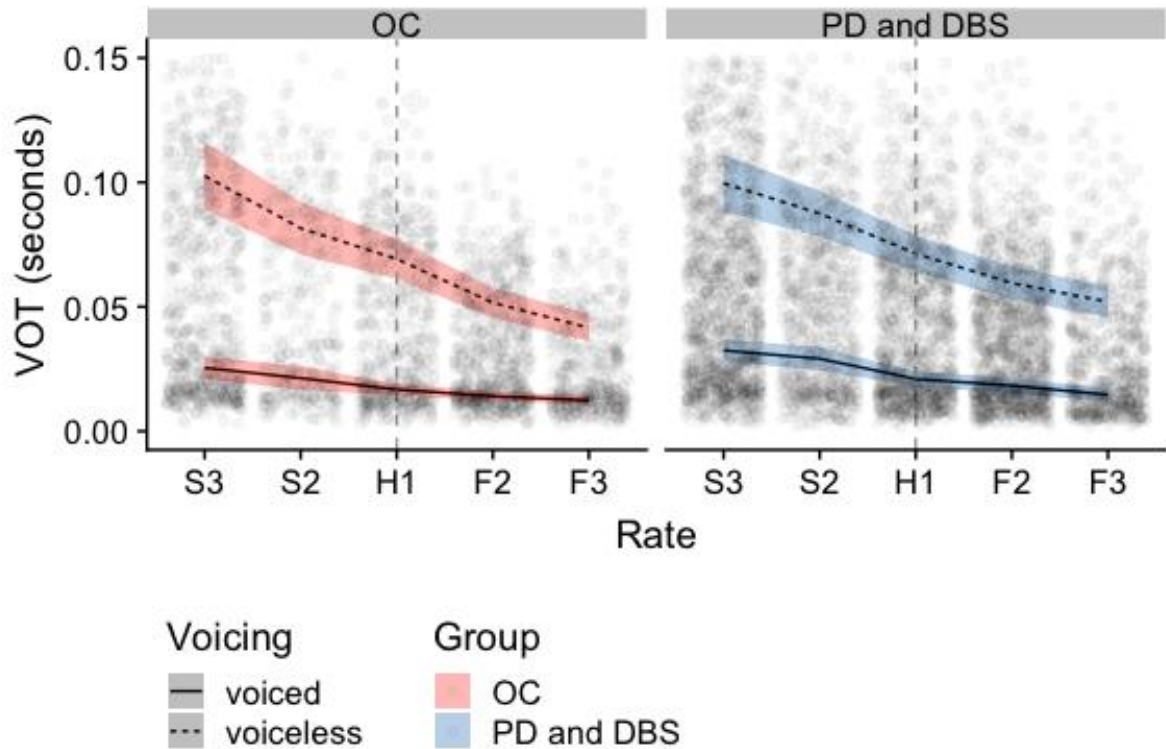 OC PD and DBS
0.15
0.10
0.05
0.00
VOT (seconds)
S3 S2 H1 F2 F3 S3 S2 H1 F2 F3
Rate
Voicing Group
voiced OC
voiceless PD and DBS